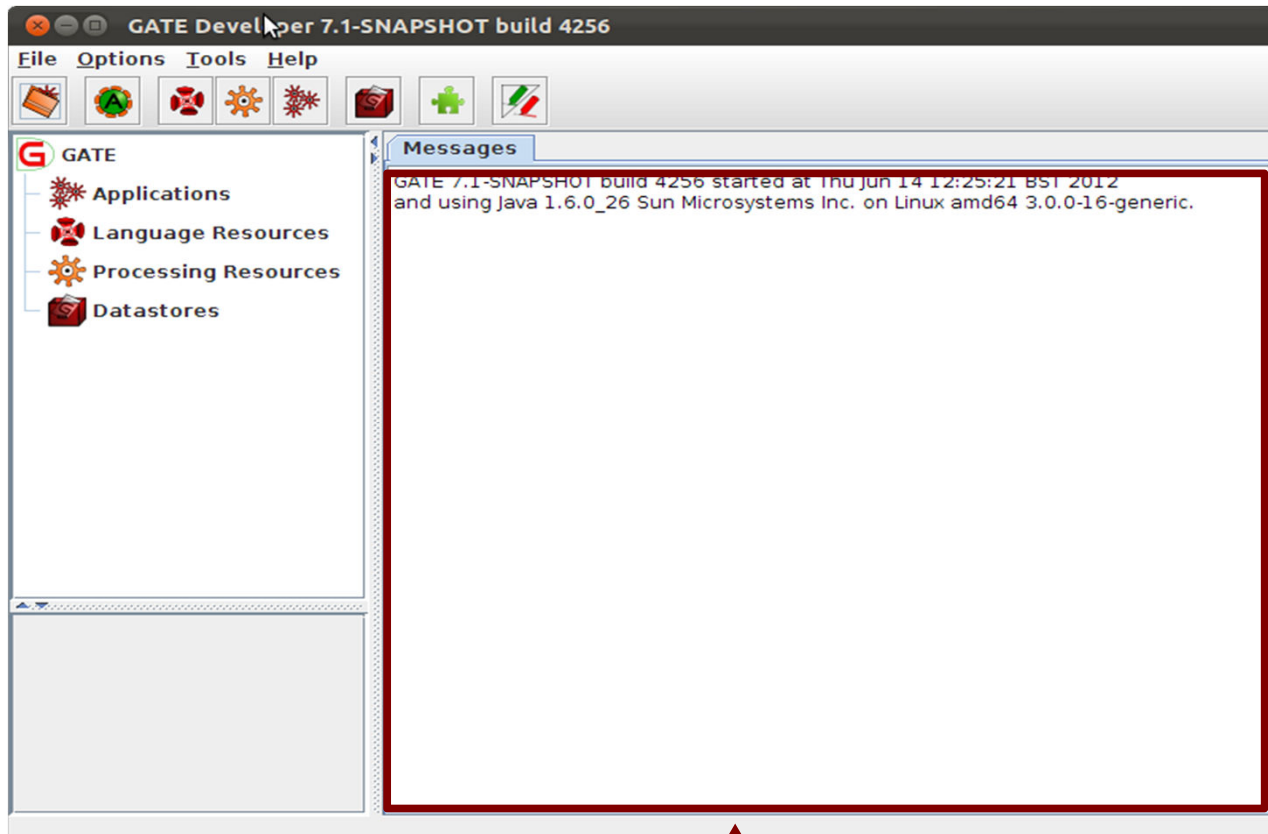 GATE Developer 7.1-SNAPSHOT build 4256
File Options Tools Help
GATE
Applications
Language Resources
Processing Resources
Datastores
Messages
GATE 7.1-SNAPSHOT build 4256 started at Thu Jun 14 12:25:21 BST 2012
and using Java 1.6.0_26 Sun Microsystems Inc. on Linux amd64 3.0.0-16-generic.